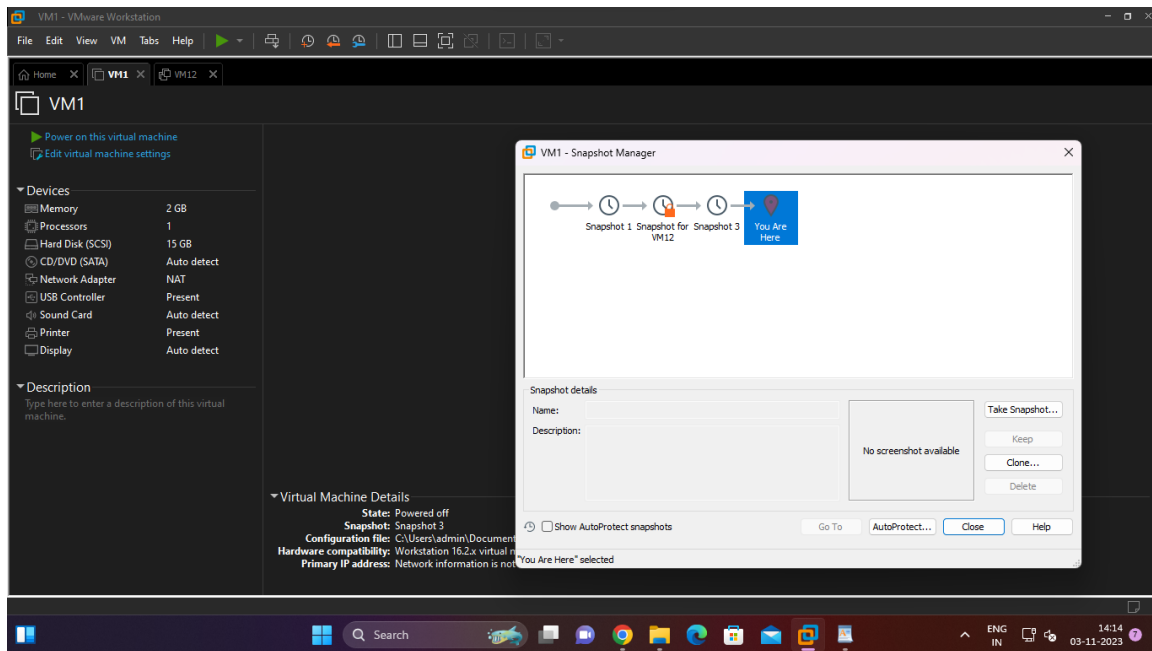 VM1 - VMware Workstation
File Edit View VM Tabs Help
Home VM1 VM12
VM1
Power on this virtual machine
Edit virtual machine settings
Devices
Memory 2 GB
Processors 1
Hard Disk (SCSI) 15 GB
CD/DVD (SATA) Auto detect
Network Adapter NAT
USB Controller Present
Sound Card Auto detect
Printer Present
Display Auto detect
Description
Type here to enter a description of this virtual
machine.
Virtual Machine Details
State: Powered off
Snapshot: Snapshot 3
Configuration file: C:\Users\admin\Document
Hardware compatibility: Workstation 16.2.x virtual
Primary IP address: Network information is not
VM1 - Snapshot Manager
Snapshot 1 Snapshot for Snapshot 3 You Are
VM12 Here
Snapshot details
Name:
Description:
No screenshot available
Take Snapshot...
Keep
Clone...
Delete
Show AutoProtect snapshots Go To AutoProtect... Close Help
"You Are Here" selected
Search
ENG
IN
14:14
03-11-2023
7